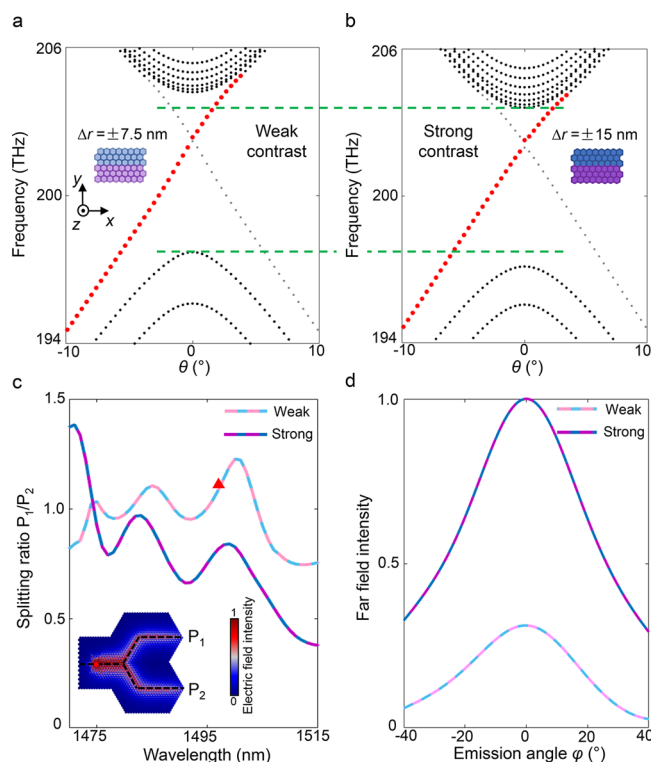 a
206
200
194
Frequency (THz)
Δr = ±7.5 nm
Weak
contrast
y
z
x
-10
0
10
θ (°)
b
206
200
194
Frequency (THz)
Strong
contrast
Δr = ±15 nm
-10
0
10
θ (°)
c
1.5
1.0
0.5
0
Splitting ratio P1/P2
Weak
Strong
P1
P2
1
0
Electric field intensity
1475
1495
1515
Wavelength (nm)
d
1.0
0.5
0
Far field intensity
Weak
Strong
-40
-20
0
20
40
Emission angle φ (°)